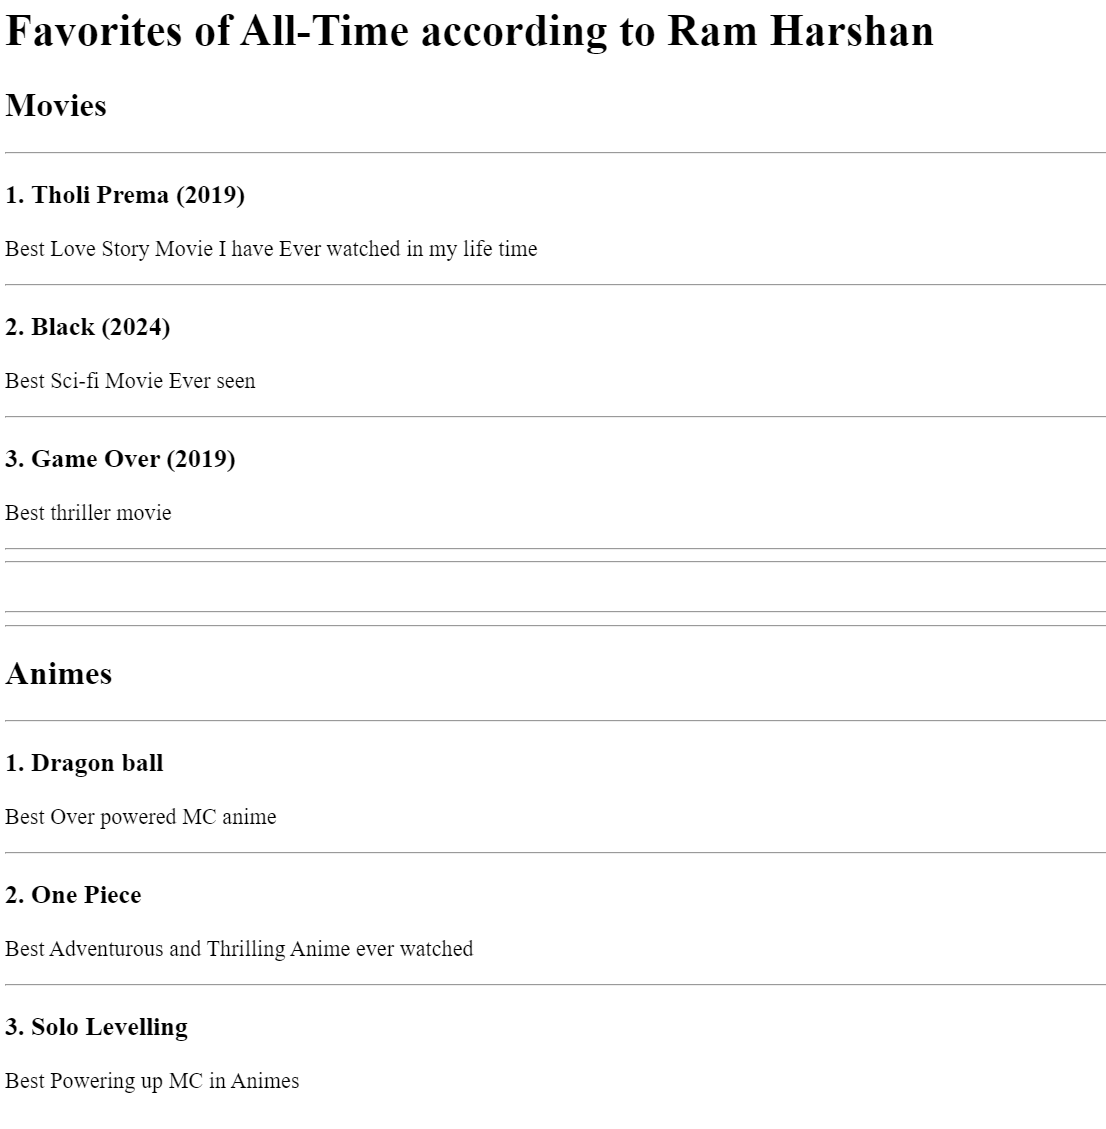 Favorites of All-Time according to Ram Harshan
Movies
1. Tholi Prema (2019)
Best Love Story Movie I have Ever watched in my life time
2. Black (2024)
Best Sci-fi Movie Ever seen
3. Game Over (2019)
Best thriller movie
Animes
1. Dragon ball
Best Over powered MC anime
2. One Piece
Best Adventurous and Thrilling Anime ever watched
3. Solo Levelling
Best Powering up MC in Animes